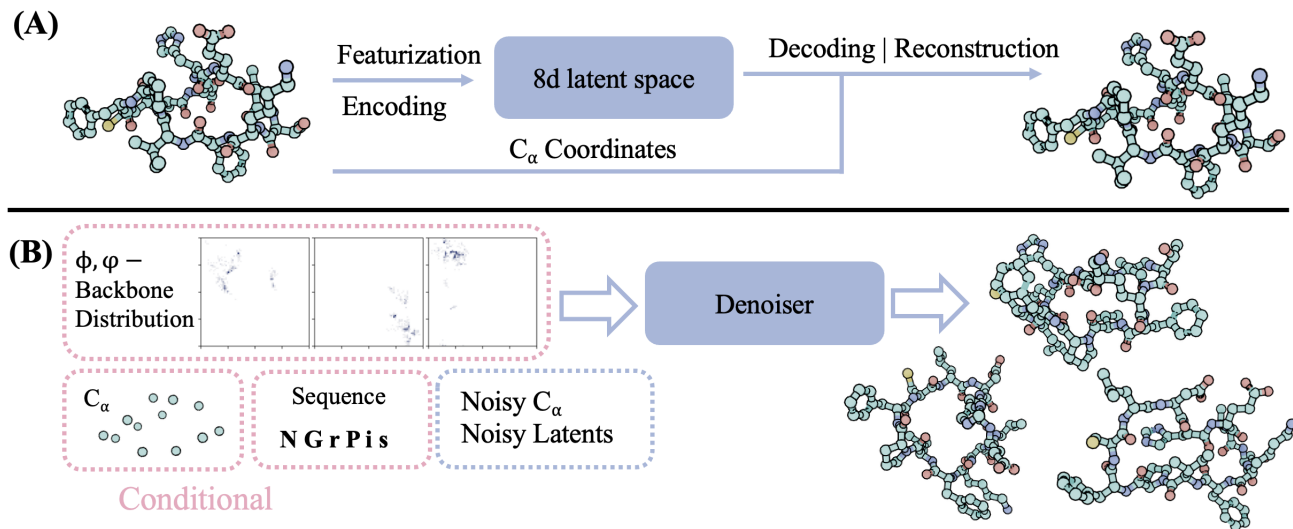 (A)
Featurization
Encoding
8d latent space
Decoding | Reconstruction
Cα Coordinates
(B)
ϕ, φ −
Backbone
Distribution
Denoiser
Cα
Sequence
N G r P i s
Noisy Cα
Noisy Latents
Conditional